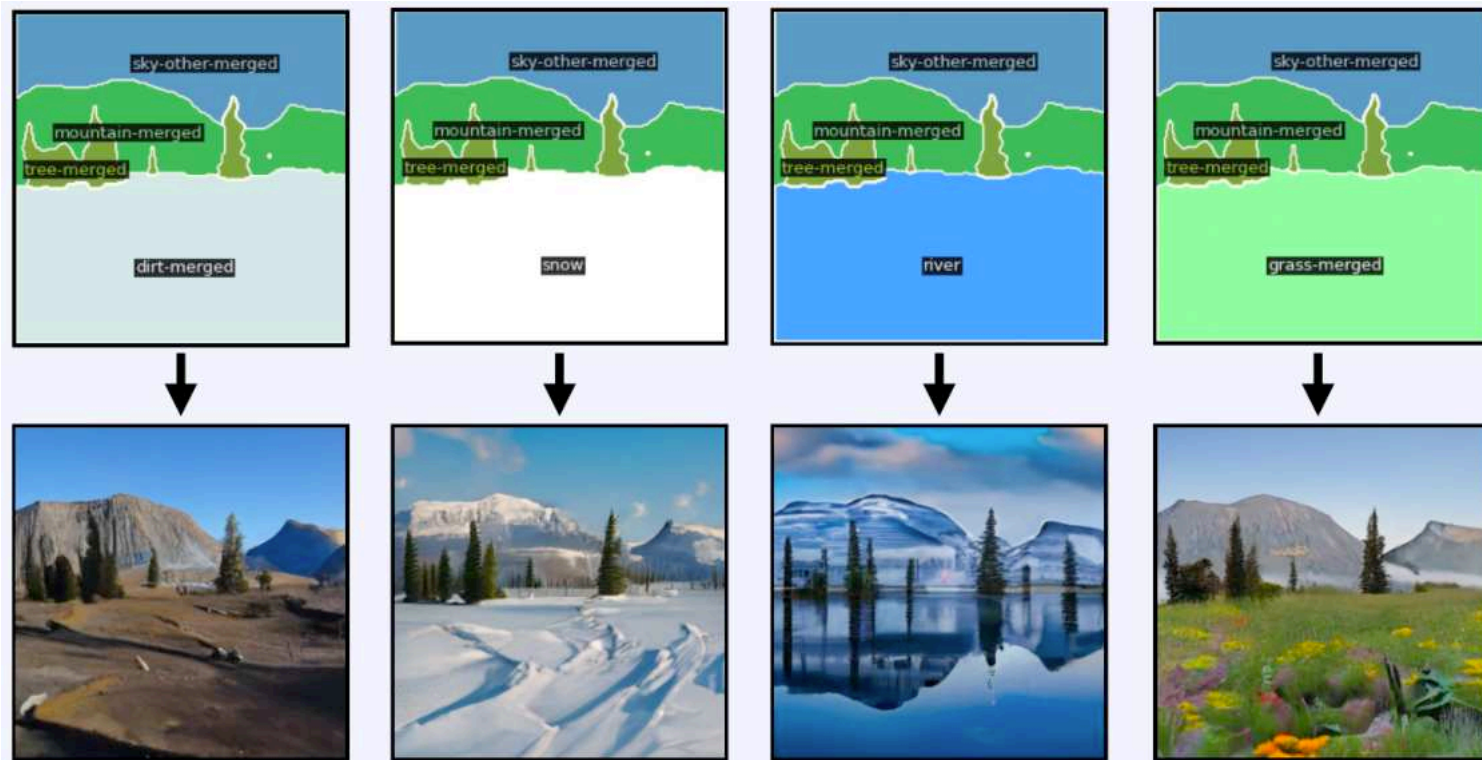 sky-other-merged
mountain-merged
tree-merged
dirt-merged
sky-other-merged
mountain-merged
tree-merged
snow
sky-other-merged
mountain-merged
tree-merged
river
sky-other-merged
mountain-merged
tree-merged
grass-merged